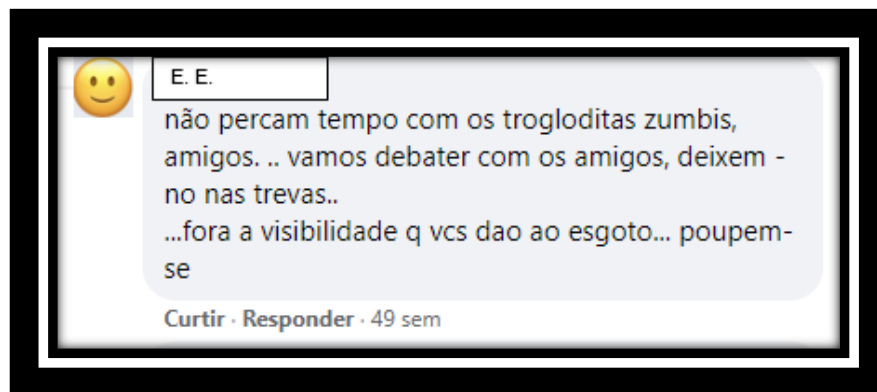 E. E.
não percam tempo com os trogloditas zumbis,
amigos. .. vamos debater com os amigos, deixem -
no nas trevas..
...fora a visibilidade q vcs dao ao esgoto... poupem-
se
Curtir · Responder · 49 sem